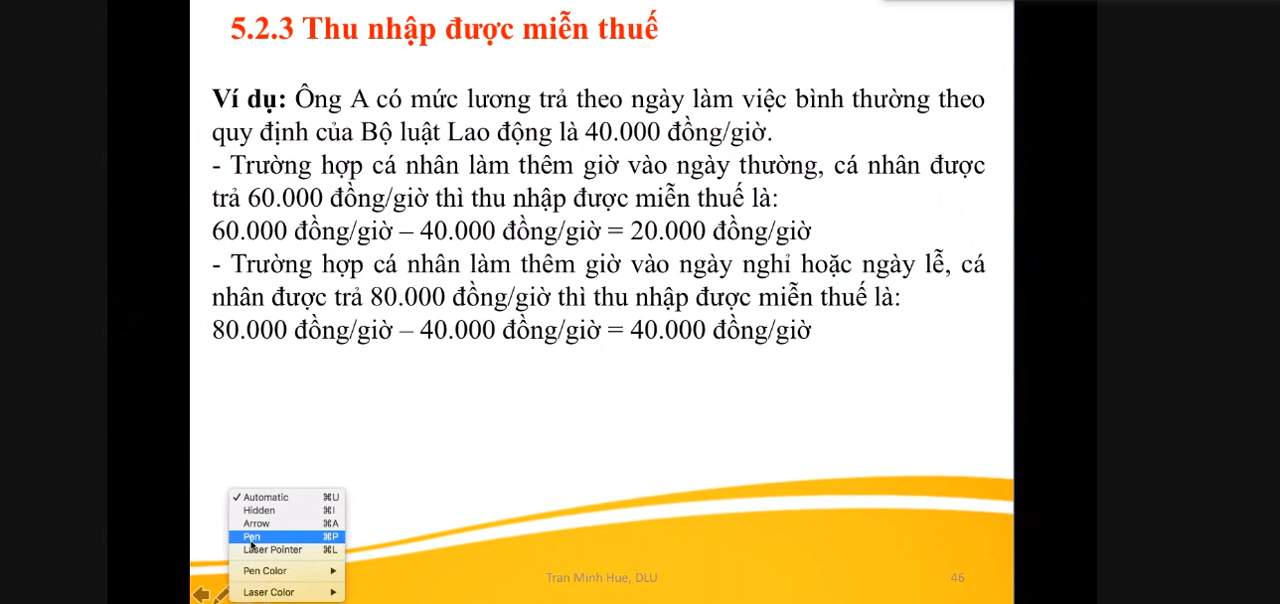 5.2.3 Thu nhập được miễn thuế
Ví dụ: Ông A có mức lương trả theo ngày làm việc bình thường theo
quy định của Bộ luật Lao động là 40.000 đồng/giờ.
- Trường hợp cá nhân làm thêm giờ vào ngày thường, cá nhân được
trả 60.000 đồng/giờ thì thu nhập được miễn thuế là:
60.000 đồng/giờ – 40.000 đồng/giờ = 20.000 đồng/giờ
- Trường hợp cá nhân làm thêm giờ vào ngày nghỉ hoặc ngày lễ, cá
nhân được trả 80.000 đồng/giờ thì thu nhập được miễn thuế là:
80.000 đồng/giờ – 40.000 đồng/giờ = 40.000 đồng/giờ
✓ Automatic ⌘U
Hidden ⌘I
Arrow ⌘A
Pen ⌘P
Laser Pointer ⌘L
Pen Color
Laser Color
Tran Minh Hue, DLU 46